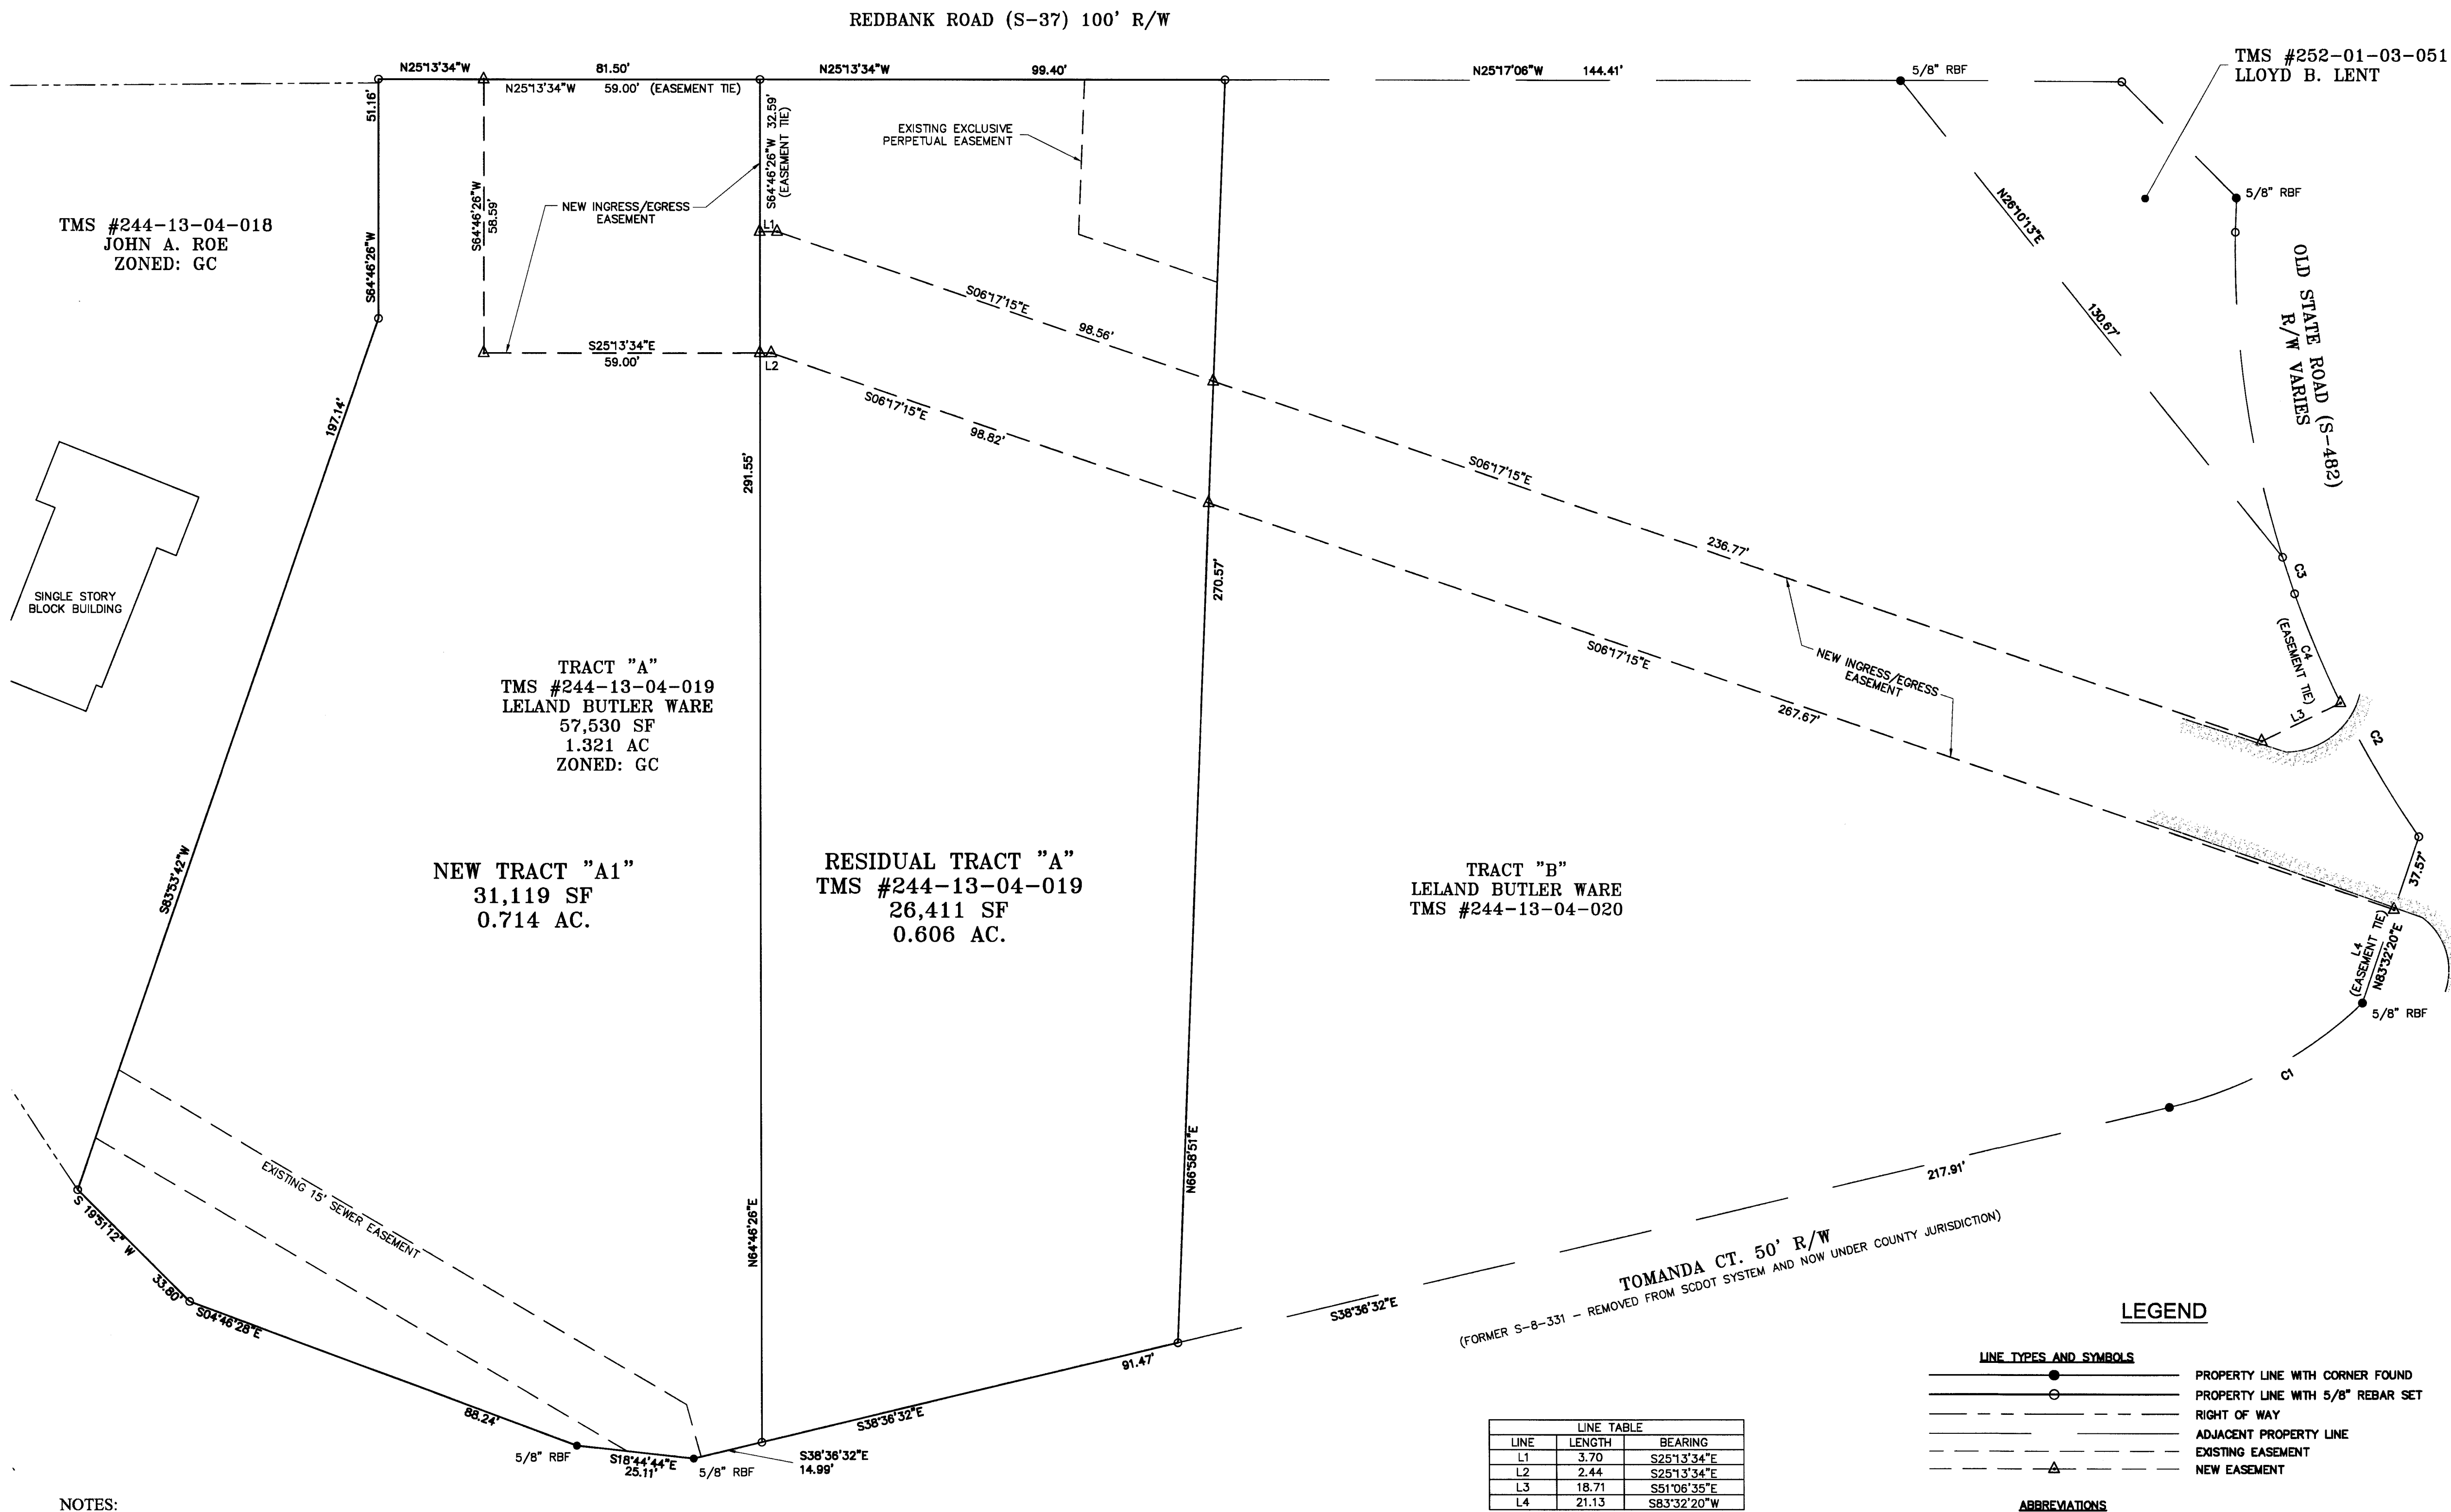 REDBANK ROAD (S-37) 100' R/W
N25°13'34"W
81.50'
N25°13'34"W
99.40'
N25°17'06"W 144.41'
5/8" RBF
TMS #252-01-03-051
LLOYD B. LENT
N25°13'34"W 59.00' (EASEMENT TIE)
51.16'
S64°46'26"W
S64°46'26"W 32.59'
(EASEMENT TIE)
EXISTING EXCLUSIVE
PERPETUAL EASEMENT
S64°46'26"W
58.59'
NEW INGRESS/EGRESS
EASEMENT
L1
5/8" RBF
N26°10'13"E
130.67'
OLD STATE ROAD (S-482)
R/W VARIES
TMS #244-13-04-018
JOHN A. ROE
ZONED: GC
S06°17'15"E
98.56'
S25°13'34"E
59.00'
L2
S06°17'15"E
98.82'
197.14'
291.55'
S06°17'15"E
236.77'
270.57'
C3
SINGLE STORY
BLOCK BUILDING
S06°17'15"E
267.67'
NEW INGRESS/EGRESS
EASEMENT
C4
(EASEMENT TIE)
L3
C2
TRACT "A"
TMS #244-13-04-019
LELAND BUTLER WARE
57,530 SF
1.321 AC
ZONED: GC
S83°53'42"W
NEW TRACT "A1"
31,119 SF
0.714 AC.
RESIDUAL TRACT "A"
TMS #244-13-04-019
26,411 SF
0.606 AC.
TRACT "B"
LELAND BUTLER WARE
TMS #244-13-04-020
37.57'
L4
(EASEMENT TIE)
N83°32'20"E
5/8" RBF
C1
EXISTING 15' SEWER EASEMENT
N64°46'26"E
N66°58'51"E
217.91'
S 19°51'12" W
33.80'
S04°46'28"E
88.24'
TOMANDA CT. 50' R/W
(FORMER S-8-331 - REMOVED FROM SCDOT SYSTEM AND NOW UNDER COUNTY JURISDICTION)
S38°36'32"E
91.47'
S38°36'32"E
5/8" RBF
S18°44'44"E
25.11'
5/8" RBF
S38°36'32"E
14.99'
LEGEND
LINE TYPES AND SYMBOLS
PROPERTY LINE WITH CORNER FOUND
PROPERTY LINE WITH 5/8" REBAR SET
RIGHT OF WAY
ADJACENT PROPERTY LINE
EXISTING EASEMENT
NEW EASEMENT
ABBREVIATIONS
LINE TABLE
LINE LENGTH BEARING
L1 3.70 S25°13'34"E
L2 2.44 S25°13'34"E
L3 18.71 S51°06'35"E
L4 21.13 S83°32'20"W
NOTES: